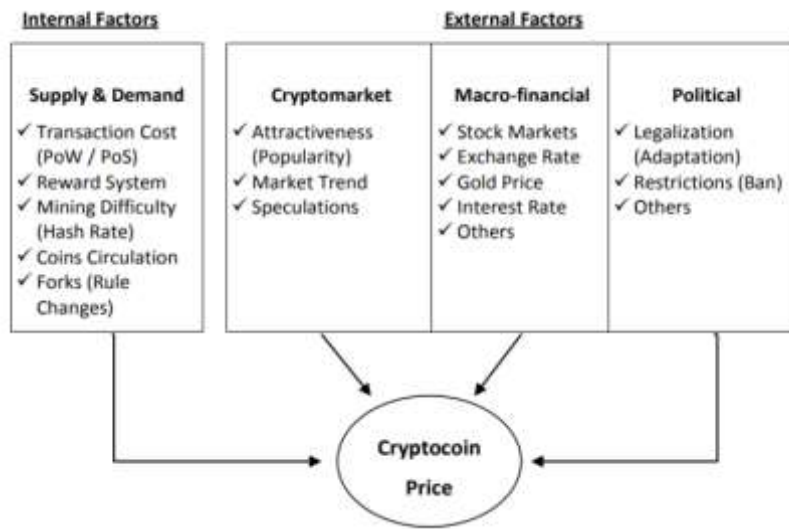 Internal Factors
External Factors
Supply & Demand
✓ Transaction Cost
(PoW / PoS)
✓ Reward System
✓ Mining Difficulty
(Hash Rate)
✓ Coins Circulation
✓ Forks (Rule
Changes)
Cryptomarket
✓ Attractiveness
(Popularity)
✓ Market Trend
✓ Speculations
Macro-financial
✓ Stock Markets
✓ Exchange Rate
✓ Gold Price
✓ Interest Rate
✓ Others
Political
✓ Legalization
(Adaptation)
✓ Restrictions (Ban)
✓ Others
Cryptocoin
Price